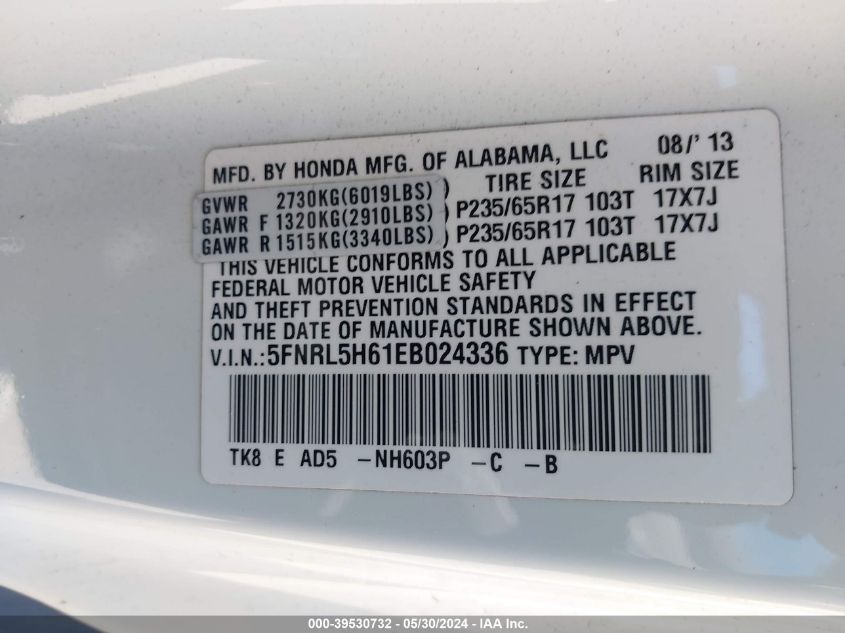 MFD. BY HONDA MFG. OF ALABAMA, LLC 08/'13
GVWR 2730KG(6019LBS) ) TIRE SIZE RIM SIZE
GAWR F 1320KG(2910LBS) ) P235/65R17 103T 17X7J
GAWR R 1515KG(3340LBS) ) P235/65R17 103T 17X7J
THIS VEHICLE CONFORMS TO ALL APPLICABLE
FEDERAL MOTOR VEHICLE SAFETY
AND THEFT PREVENTION STANDARDS IN EFFECT
ON THE DATE OF MANUFACTURE SHOWN ABOVE.
V.I.N.: 5FNRL5H61EB024336 TYPE: MPV
TK8 E AD5 -NH603P -C -B
000-39530732 - 05/30/2024 - IAA Inc.